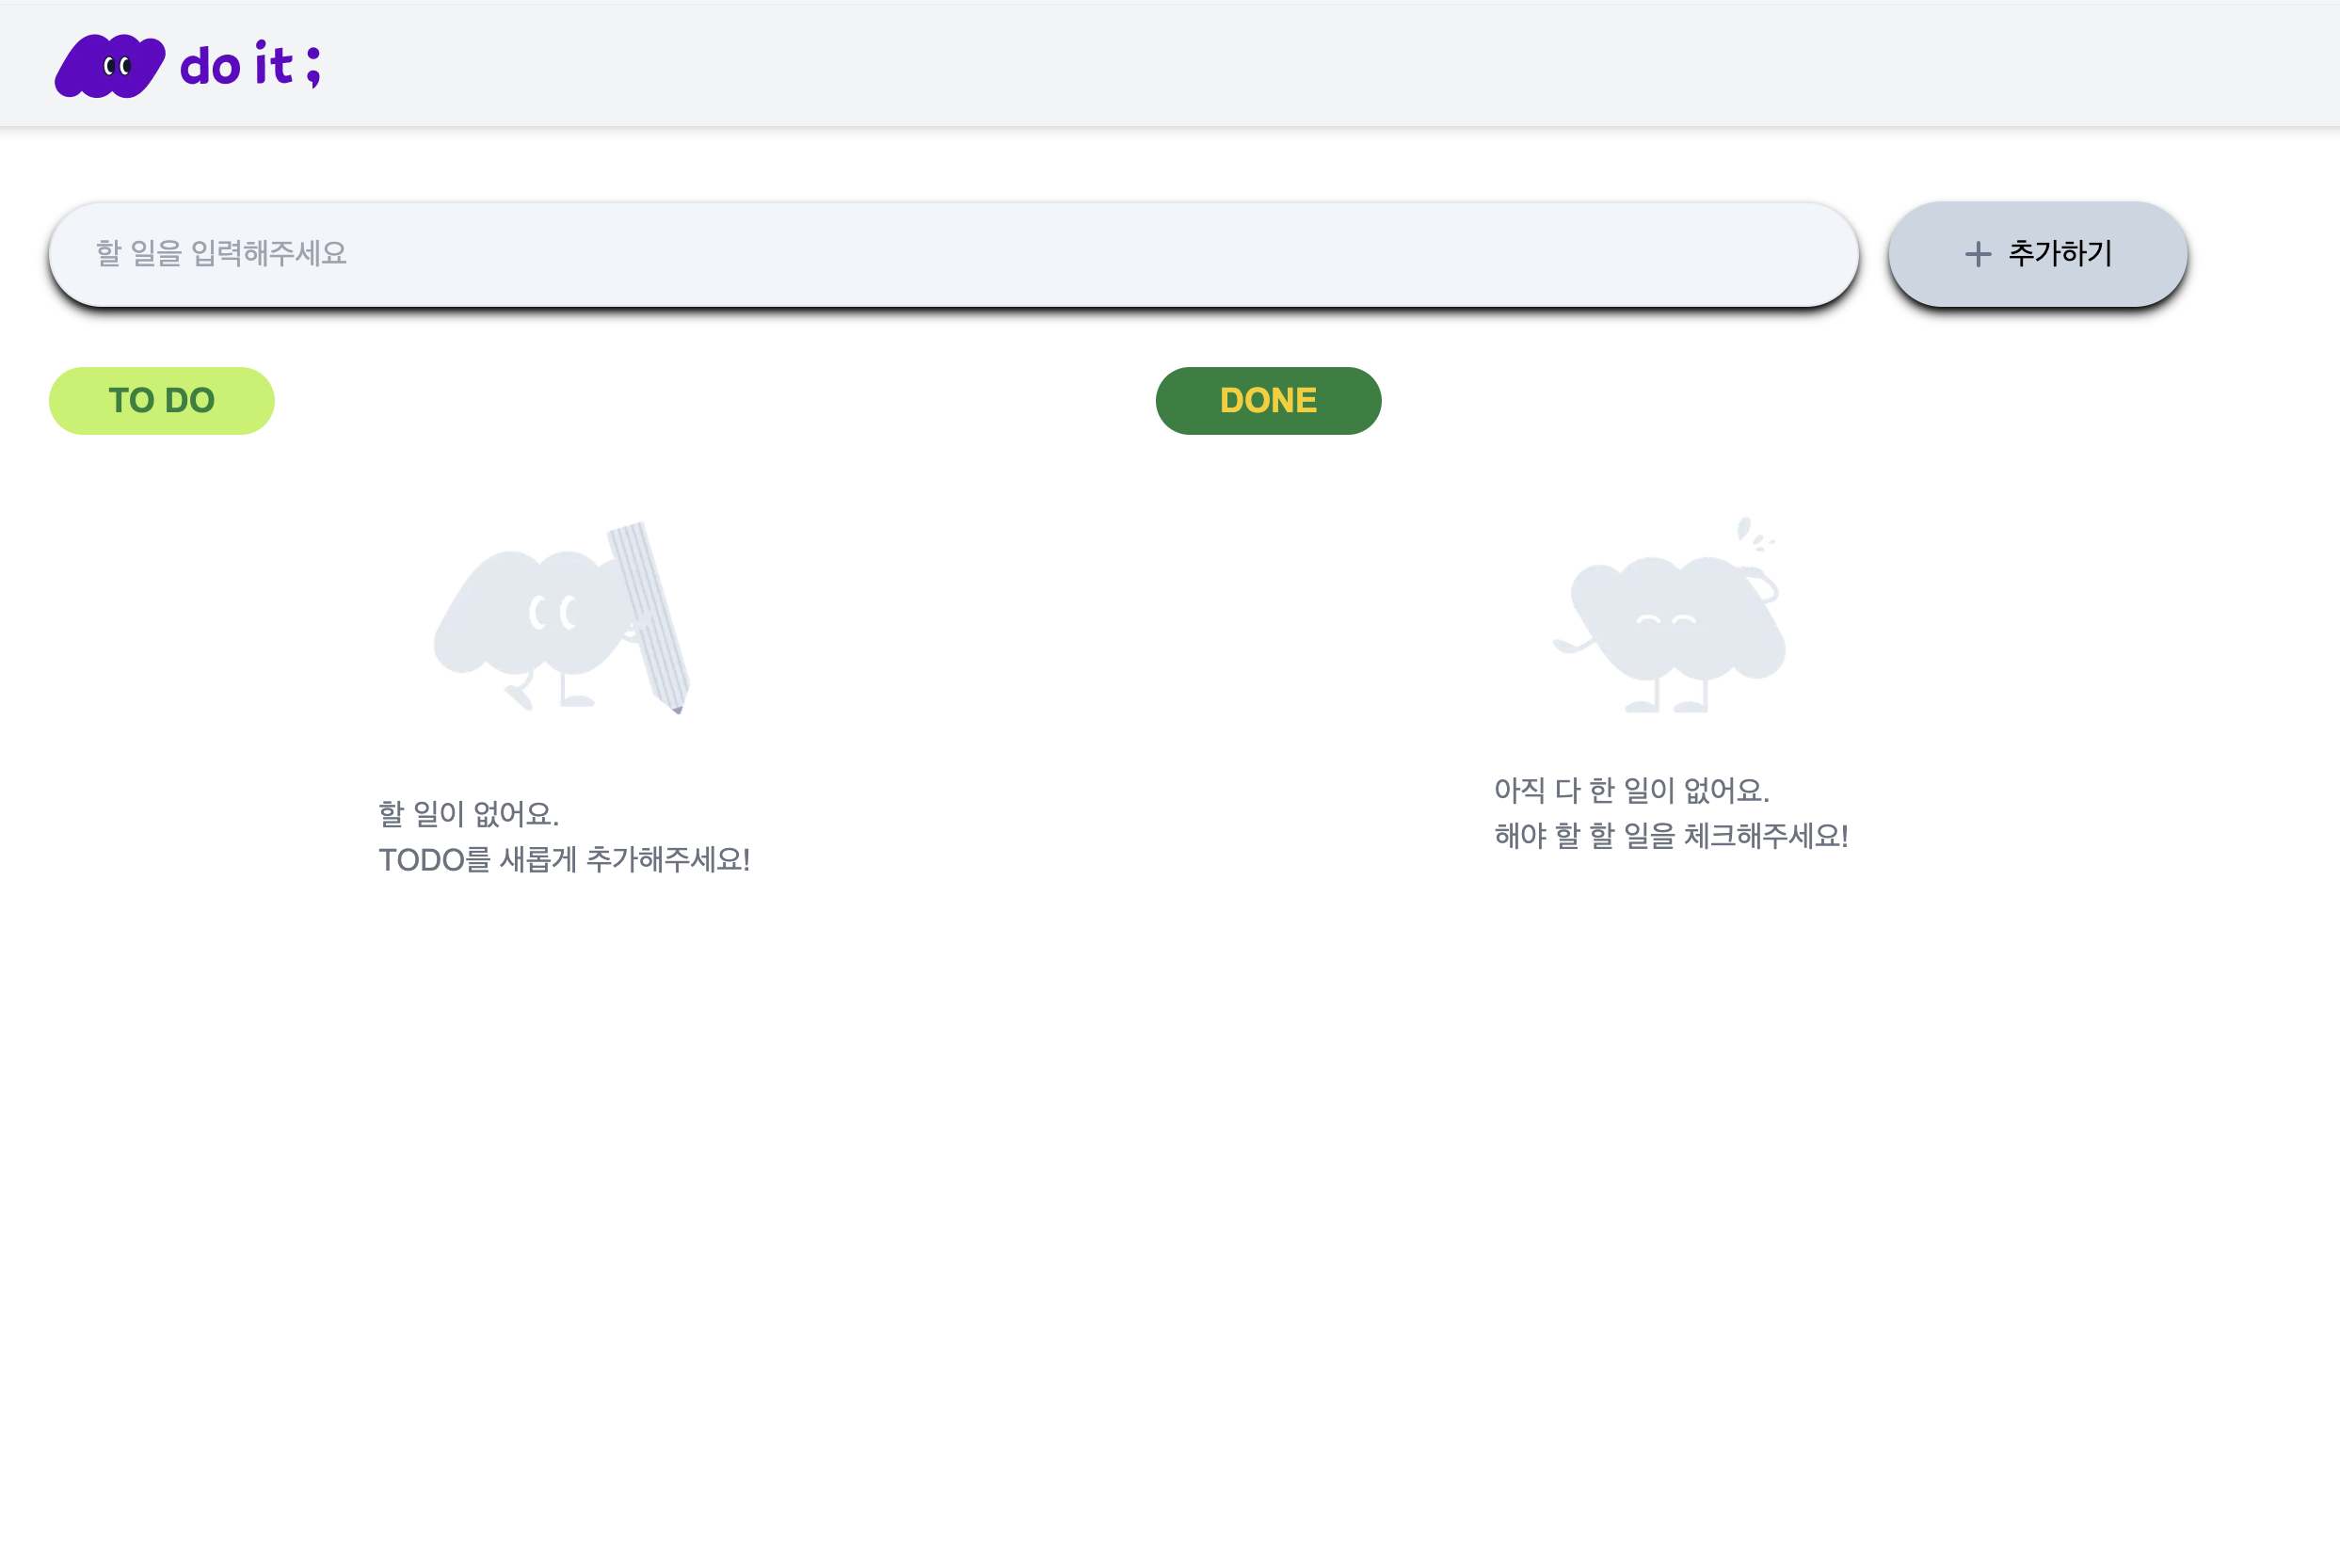 do it ;
할 일을 입력해주세요
+ 추가하기
TO DO
DONE
할 일이 없어요.
TODO를 새롭게 추가해주세요!
아직 다 한 일이 없어요.
해야 할 할 일을 체크해주세요!